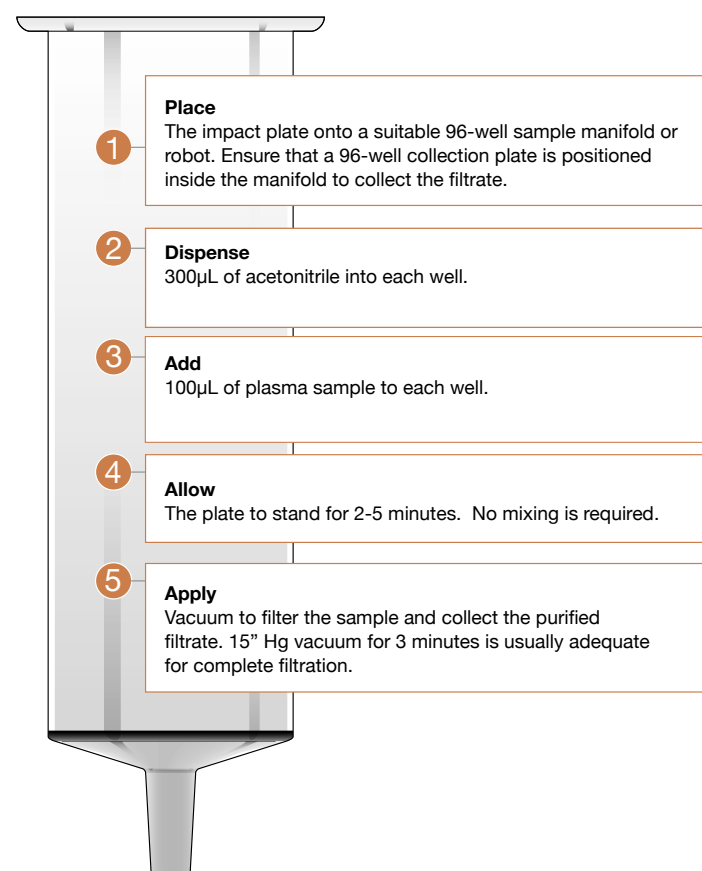 1
Place
The impact plate onto a suitable 96-well sample manifold or
robot. Ensure that a 96-well collection plate is positioned
inside the manifold to collect the filtrate.
2
Dispense
300µL of acetonitrile into each well.
3
Add
100µL of plasma sample to each well.
4
Allow
The plate to stand for 2-5 minutes.  No mixing is required.
5
Apply
Vacuum to filter the sample and collect the purified
filtrate. 15” Hg vacuum for 3 minutes is usually adequate
for complete filtration.